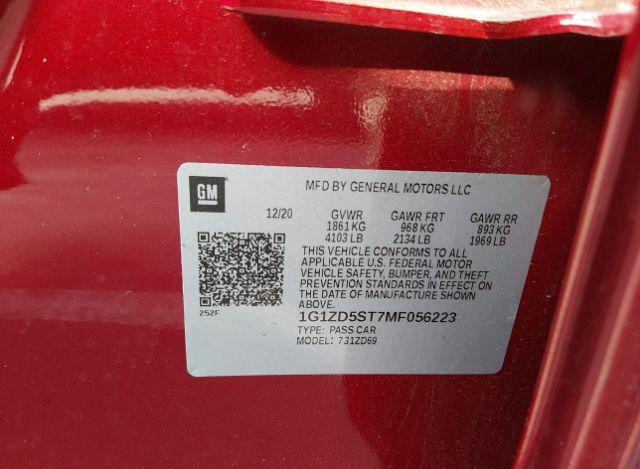 GM
MFD BY GENERAL MOTORS LLC
12/20 GVWR GAWR FRT GAWR RR
1861 KG 968 KG 893 KG
4103 LB 2134 LB 1969 LB
THIS VEHICLE CONFORMS TO ALL
APPLICABLE U.S. FEDERAL MOTOR
VEHICLE SAFETY, BUMPER, AND THEFT
PREVENTION STANDARDS IN EFFECT ON
THE DATE OF MANUFACTURE SHOWN
ABOVE.
252F
1G1ZD5ST7MF056223
TYPE: PASS CAR
MODEL: 731ZD69